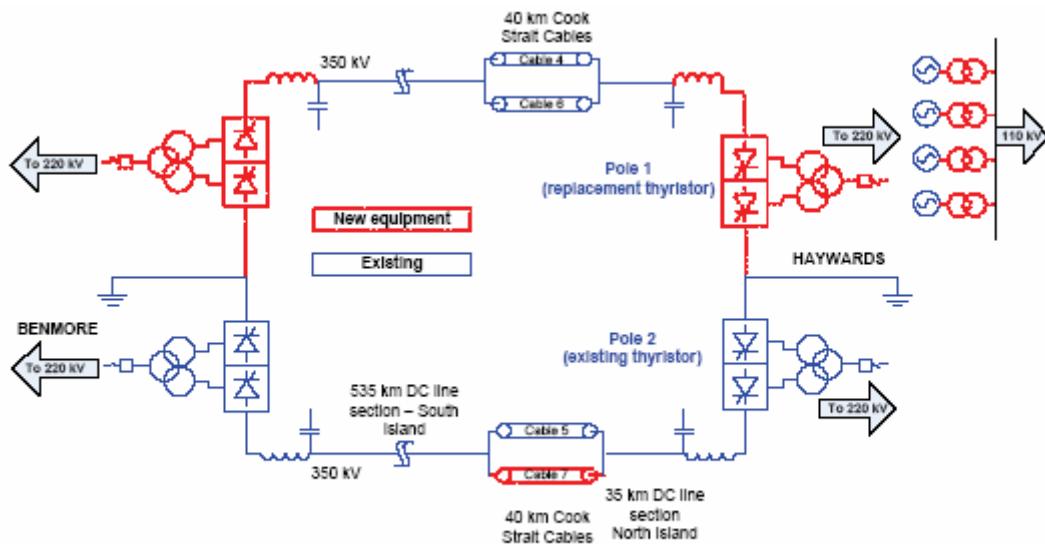 40 km Cook
Strait Cables
350 kV
Cable 4
Cable 6
To 220 kV
To 220 kV
110 kV
Pole 1
(replacement thyristor)
New equipment
Existing
HAYWARDS
BENMORE
Pole 2
(existing thyristor)
To 220 kV
To 220 kV
535 km DC line
section – South
Island
350 kV
Cable 5
Cable 7
40 km Cook
Strait Cables
35 km DC line
section
North Island